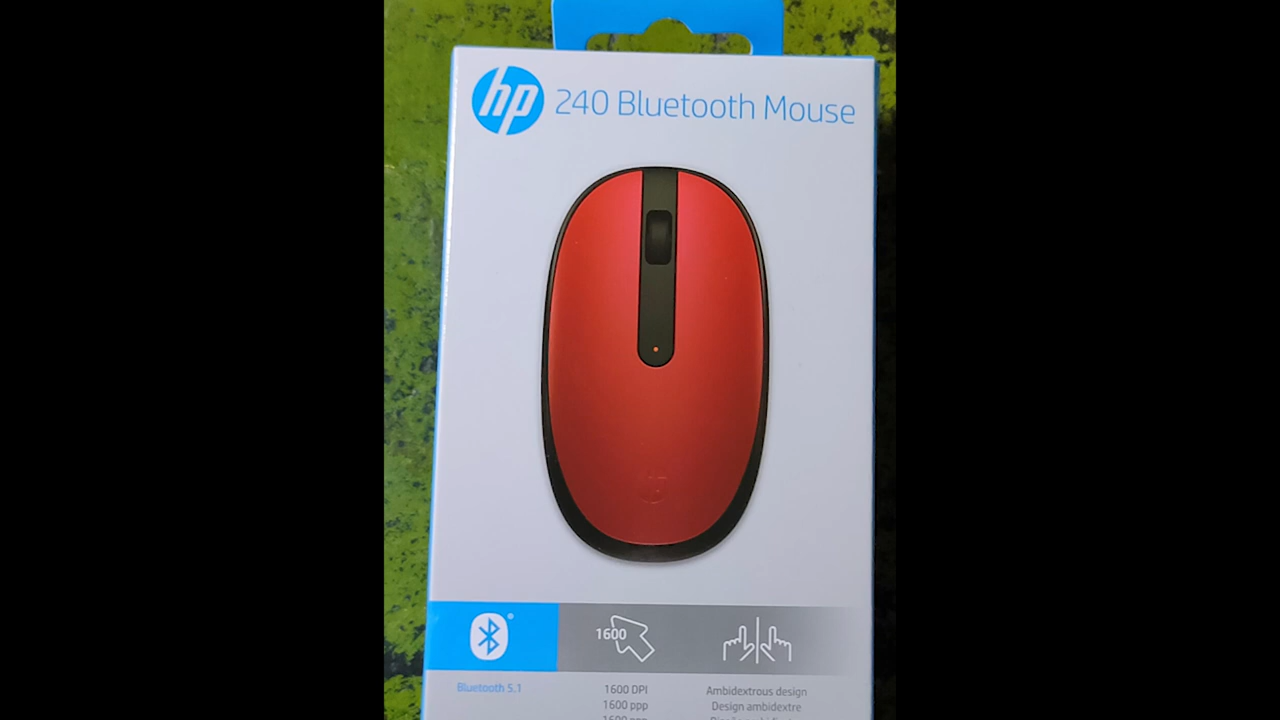 hp 240 Bluetooth Mouse
1600
Bluetooth 5.1
1600 DPI
Ambidextrous design
1600 ppp
Design ambidextre